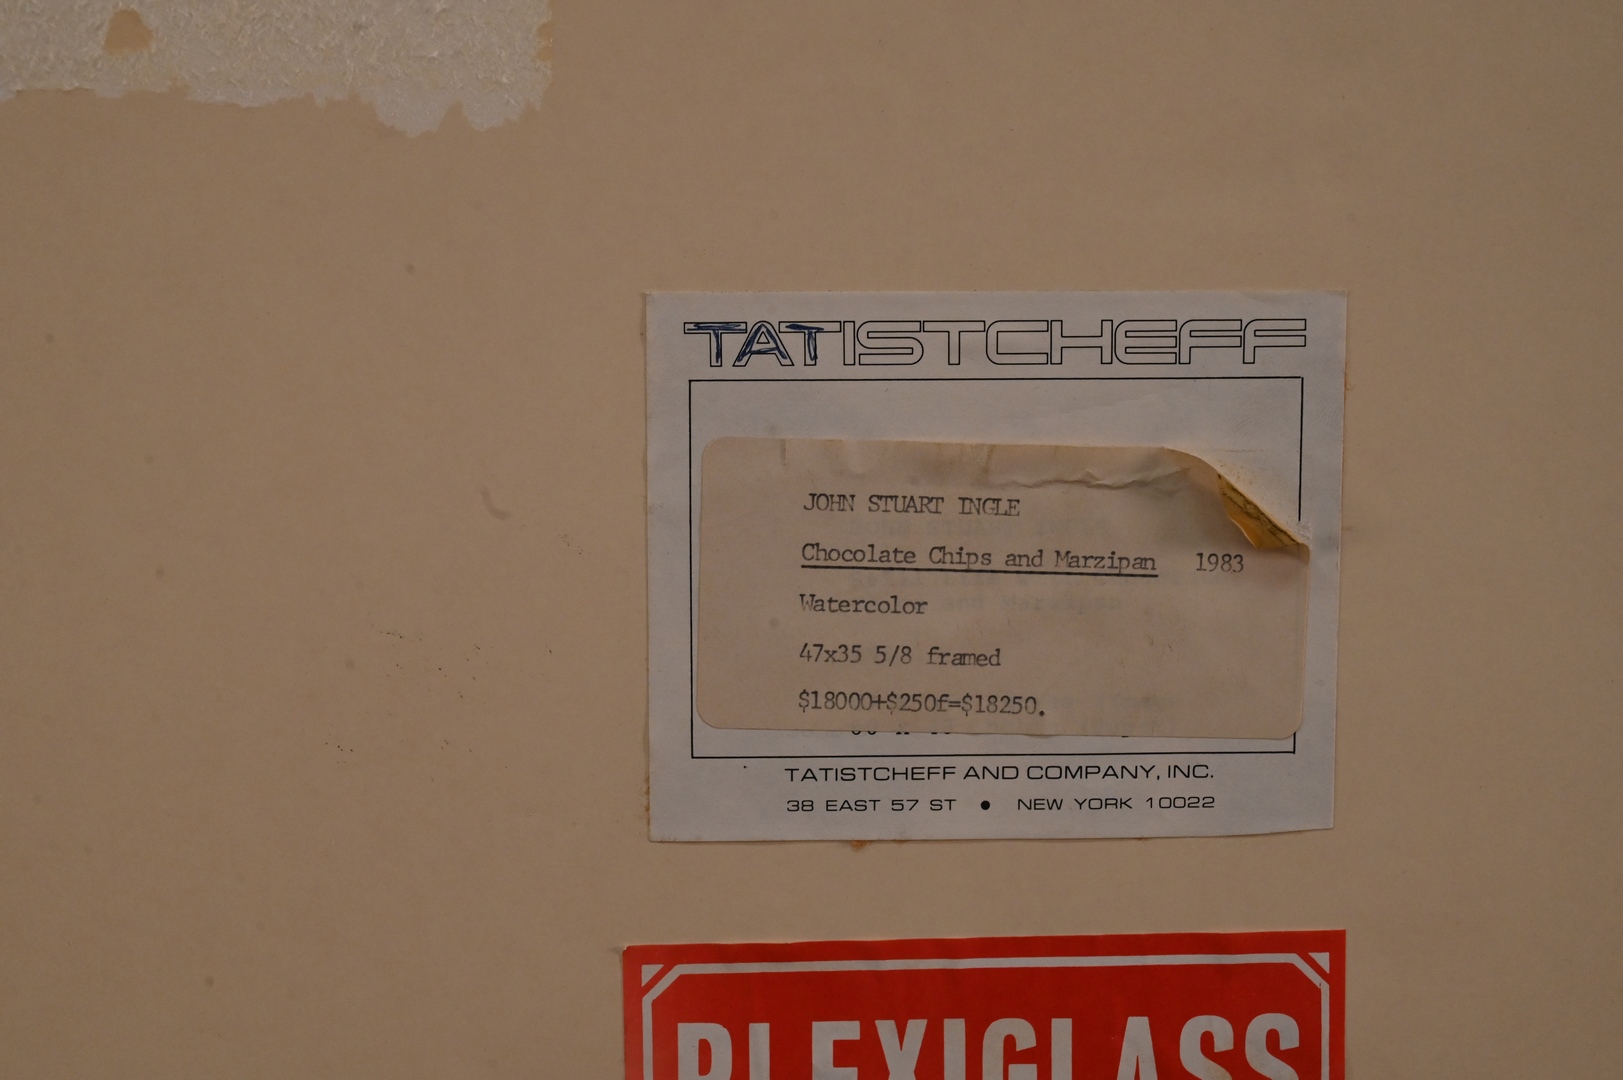 TATISTCHEFF
JOHN STUART INGLE
Chocolate Chips and Marzipan 1983
Watercolor
47x35 5/8 framed
$18000+$250f=$18250.
TATISTCHEFF AND COMPANY, INC.
38 EAST 57 ST • NEW YORK 10022
PLEXIGLASS